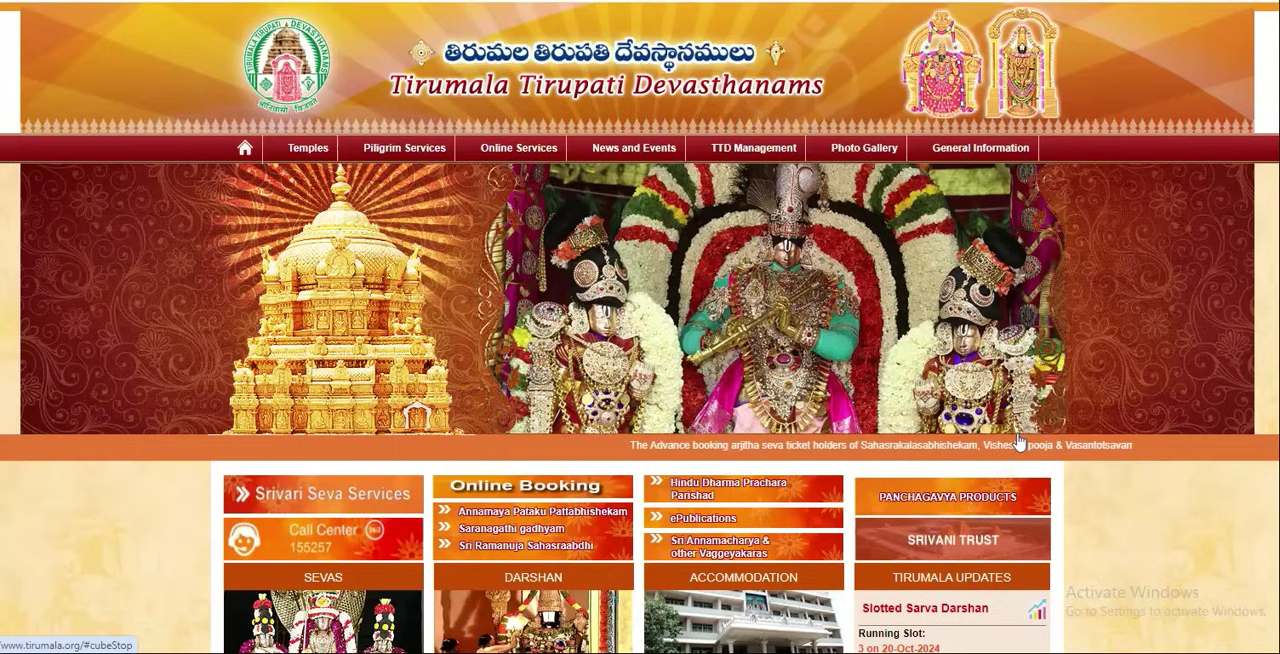 TIRUMALA TIRUPATI DEVASTHANAMS
తిరుమల తిరుపతి దేవస్థానములు
Tirumala Tirupati Devasthanams
Temples
Piligrim Services
Online Services
News and Events
TTD Management
Photo Gallery
General Information
The Advance booking arjitha seva ticket holders of Sahasrakalasabhishekam, pooja & Vasantotsavam
Srivari Seva Services
Call Center
155257
Online Booking
Annamaya Pataku Pattabhishekam
Saranagathi gadhyam
Sri Ramanuja Sahasraabdhi
Hindu Dharma Prachara
Parishad
ePublications
Sri Annamacharya &
other Vaggeyakaras
PANCHAGAVYA PRODUCTS
SRIVANI TRUST
SEVAS
DARSHAN
ACCOMMODATION
TIRUMALA UPDATES
Slotted Sarva Darshan
Running Slot:
3 on 20-Oct-2024
Activate Windows
Go to Settings to activate Windows.
/www.tirumala.org/#cubeStop